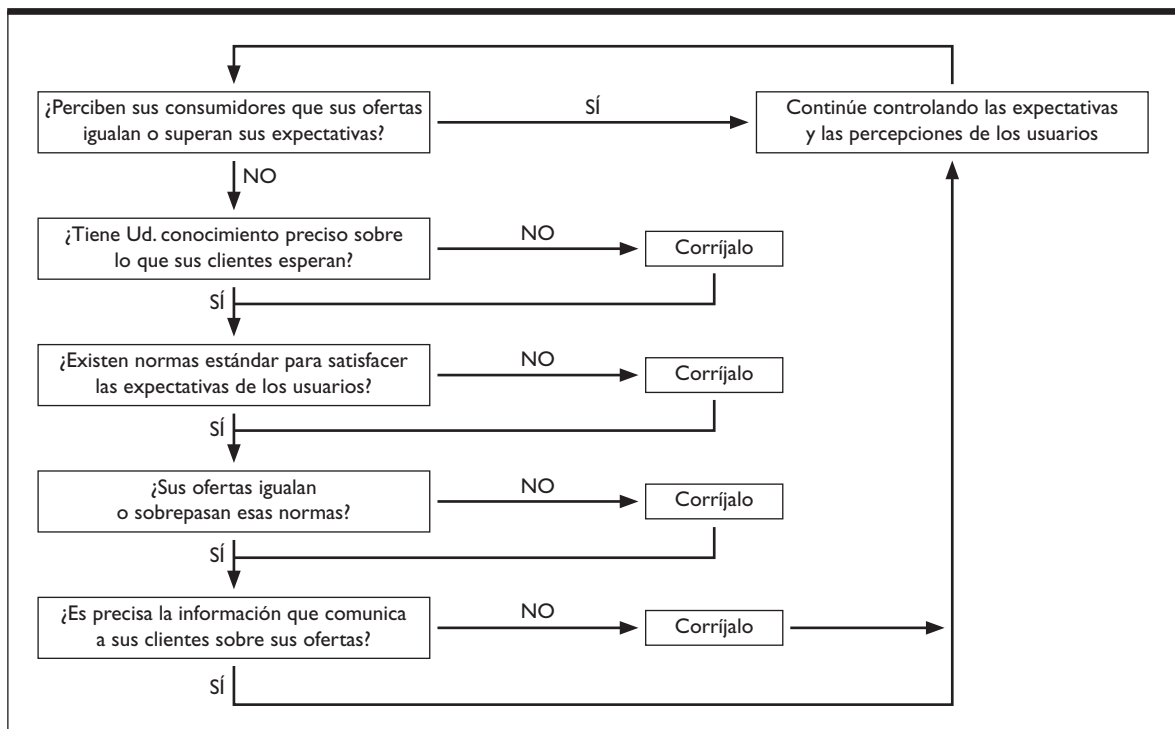 ¿Perciben sus consumidores que sus ofertas
igualan o superan sus expectativas?
SÍ
Continúe controlando las expectativas
y las percepciones de los usuarios
NO
¿Tiene Ud. conocimiento preciso sobre
lo que sus clientes esperan?
NO
Corríjalo
SÍ
¿Existen normas estándar para satisfacer
las expectativas de los usuarios?
NO
Corríjalo
SÍ
¿Sus ofertas igualan
o sobrepasan esas normas?
NO
Corríjalo
SÍ
¿Es precisa la información que comunica
a sus clientes sobre sus ofertas?
NO
Corríjalo
SÍ